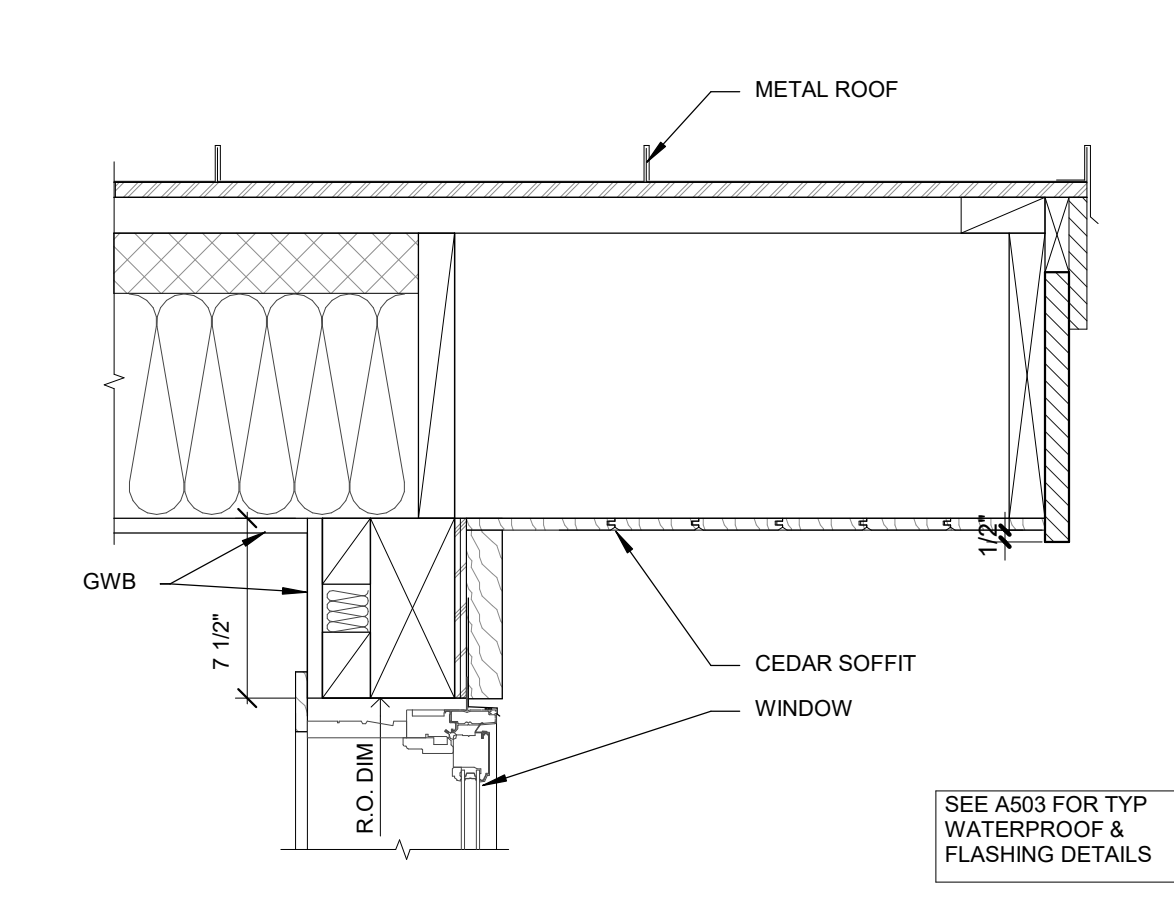 METAL ROOF
1/2"
GWB
7 1/2"
CEDAR SOFFIT
WINDOW
R.O. DIM
SEE A503 FOR TYP
WATERPROOF &
FLASHING DETAILS